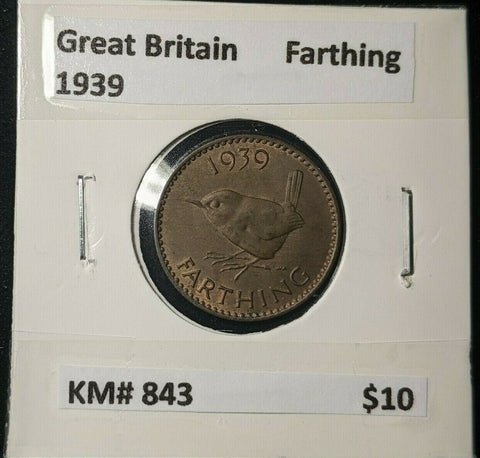 Great Britain Farthing
1939
1939
FARTHING
KM# 843 $10